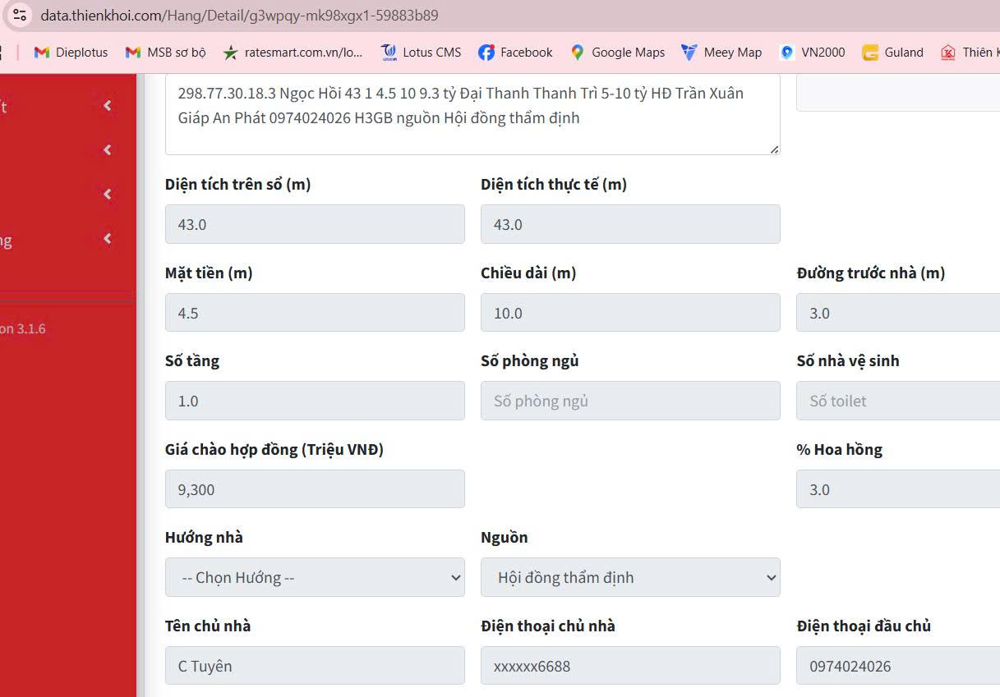 data.thienkhoi.com/Hang/Detail/g3wpqy-mk98xgx1-59883b89
Dieplotus MSB sơ bộ ratesmart.com.vn/lo... Lotus CMS Facebook Google Maps Meey Map VN2000 Guland Thiên K
298.77.30.18.3 Ngọc Hồi 43 1 4.5 10 9.3 tỷ Đại Thanh Thanh Trì 5-10 tỷ HĐ Trần Xuân
Giáp An Phát 0974024026 H3GB nguồn Hội đồng thẩm định
Diện tích trên sổ (m) Diện tích thực tế (m)
43.0 43.0
ng
Mặt tiền (m) Chiều dài (m) Đường trước nhà (m)
4.5 10.0 3.0
on 3.1.6
Số tầng Số phòng ngủ Số nhà vệ sinh
1.0 Số phòng ngủ Số toilet
Giá chào hợp đồng (Triệu VNĐ) % Hoa hồng
9,300 3.0
Hướng nhà Nguồn
-- Chọn Hướng -- Hội đồng thẩm định
Tên chủ nhà Điện thoại chủ nhà Điện thoại đầu chủ
C Tuyên xxxxxx6688 0974024026